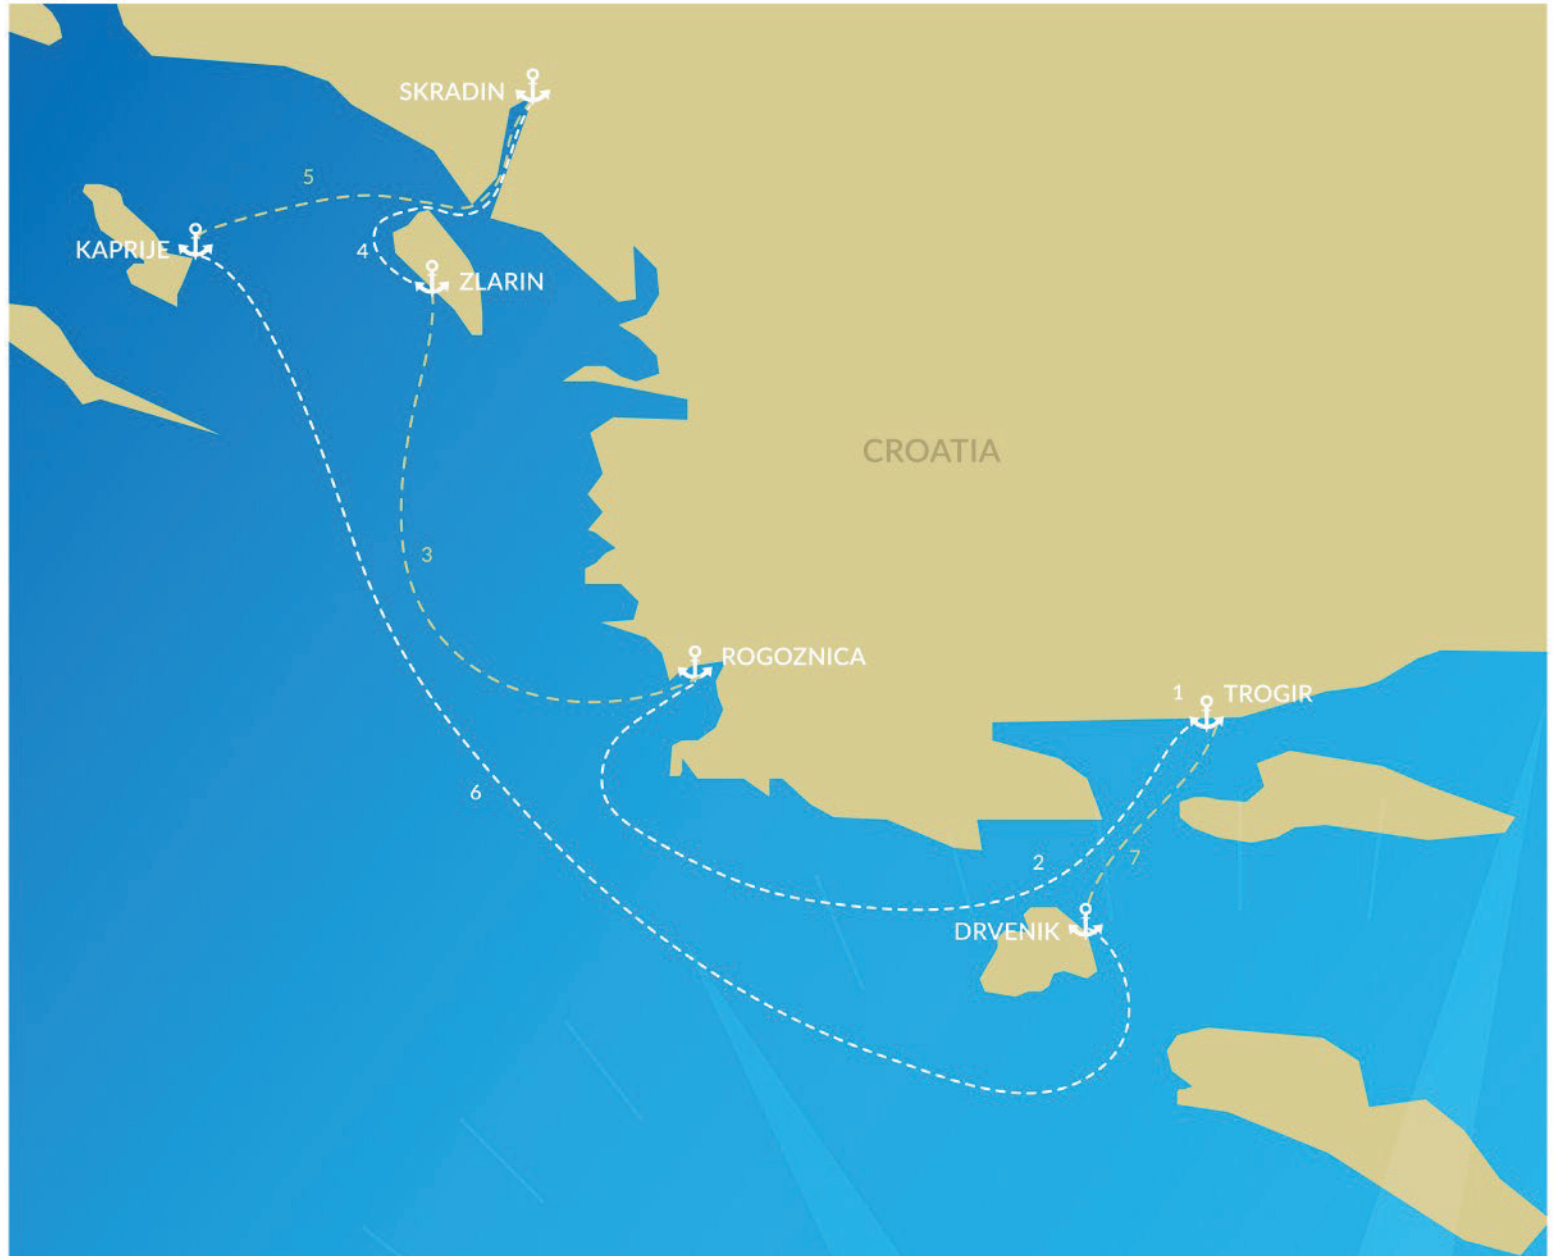 SKRADIN
5
KAPRIJE
4
ZLARIN
CROATIA
3
ROGOZNICA
1
TROGIR
6
2
7
DRVENIK